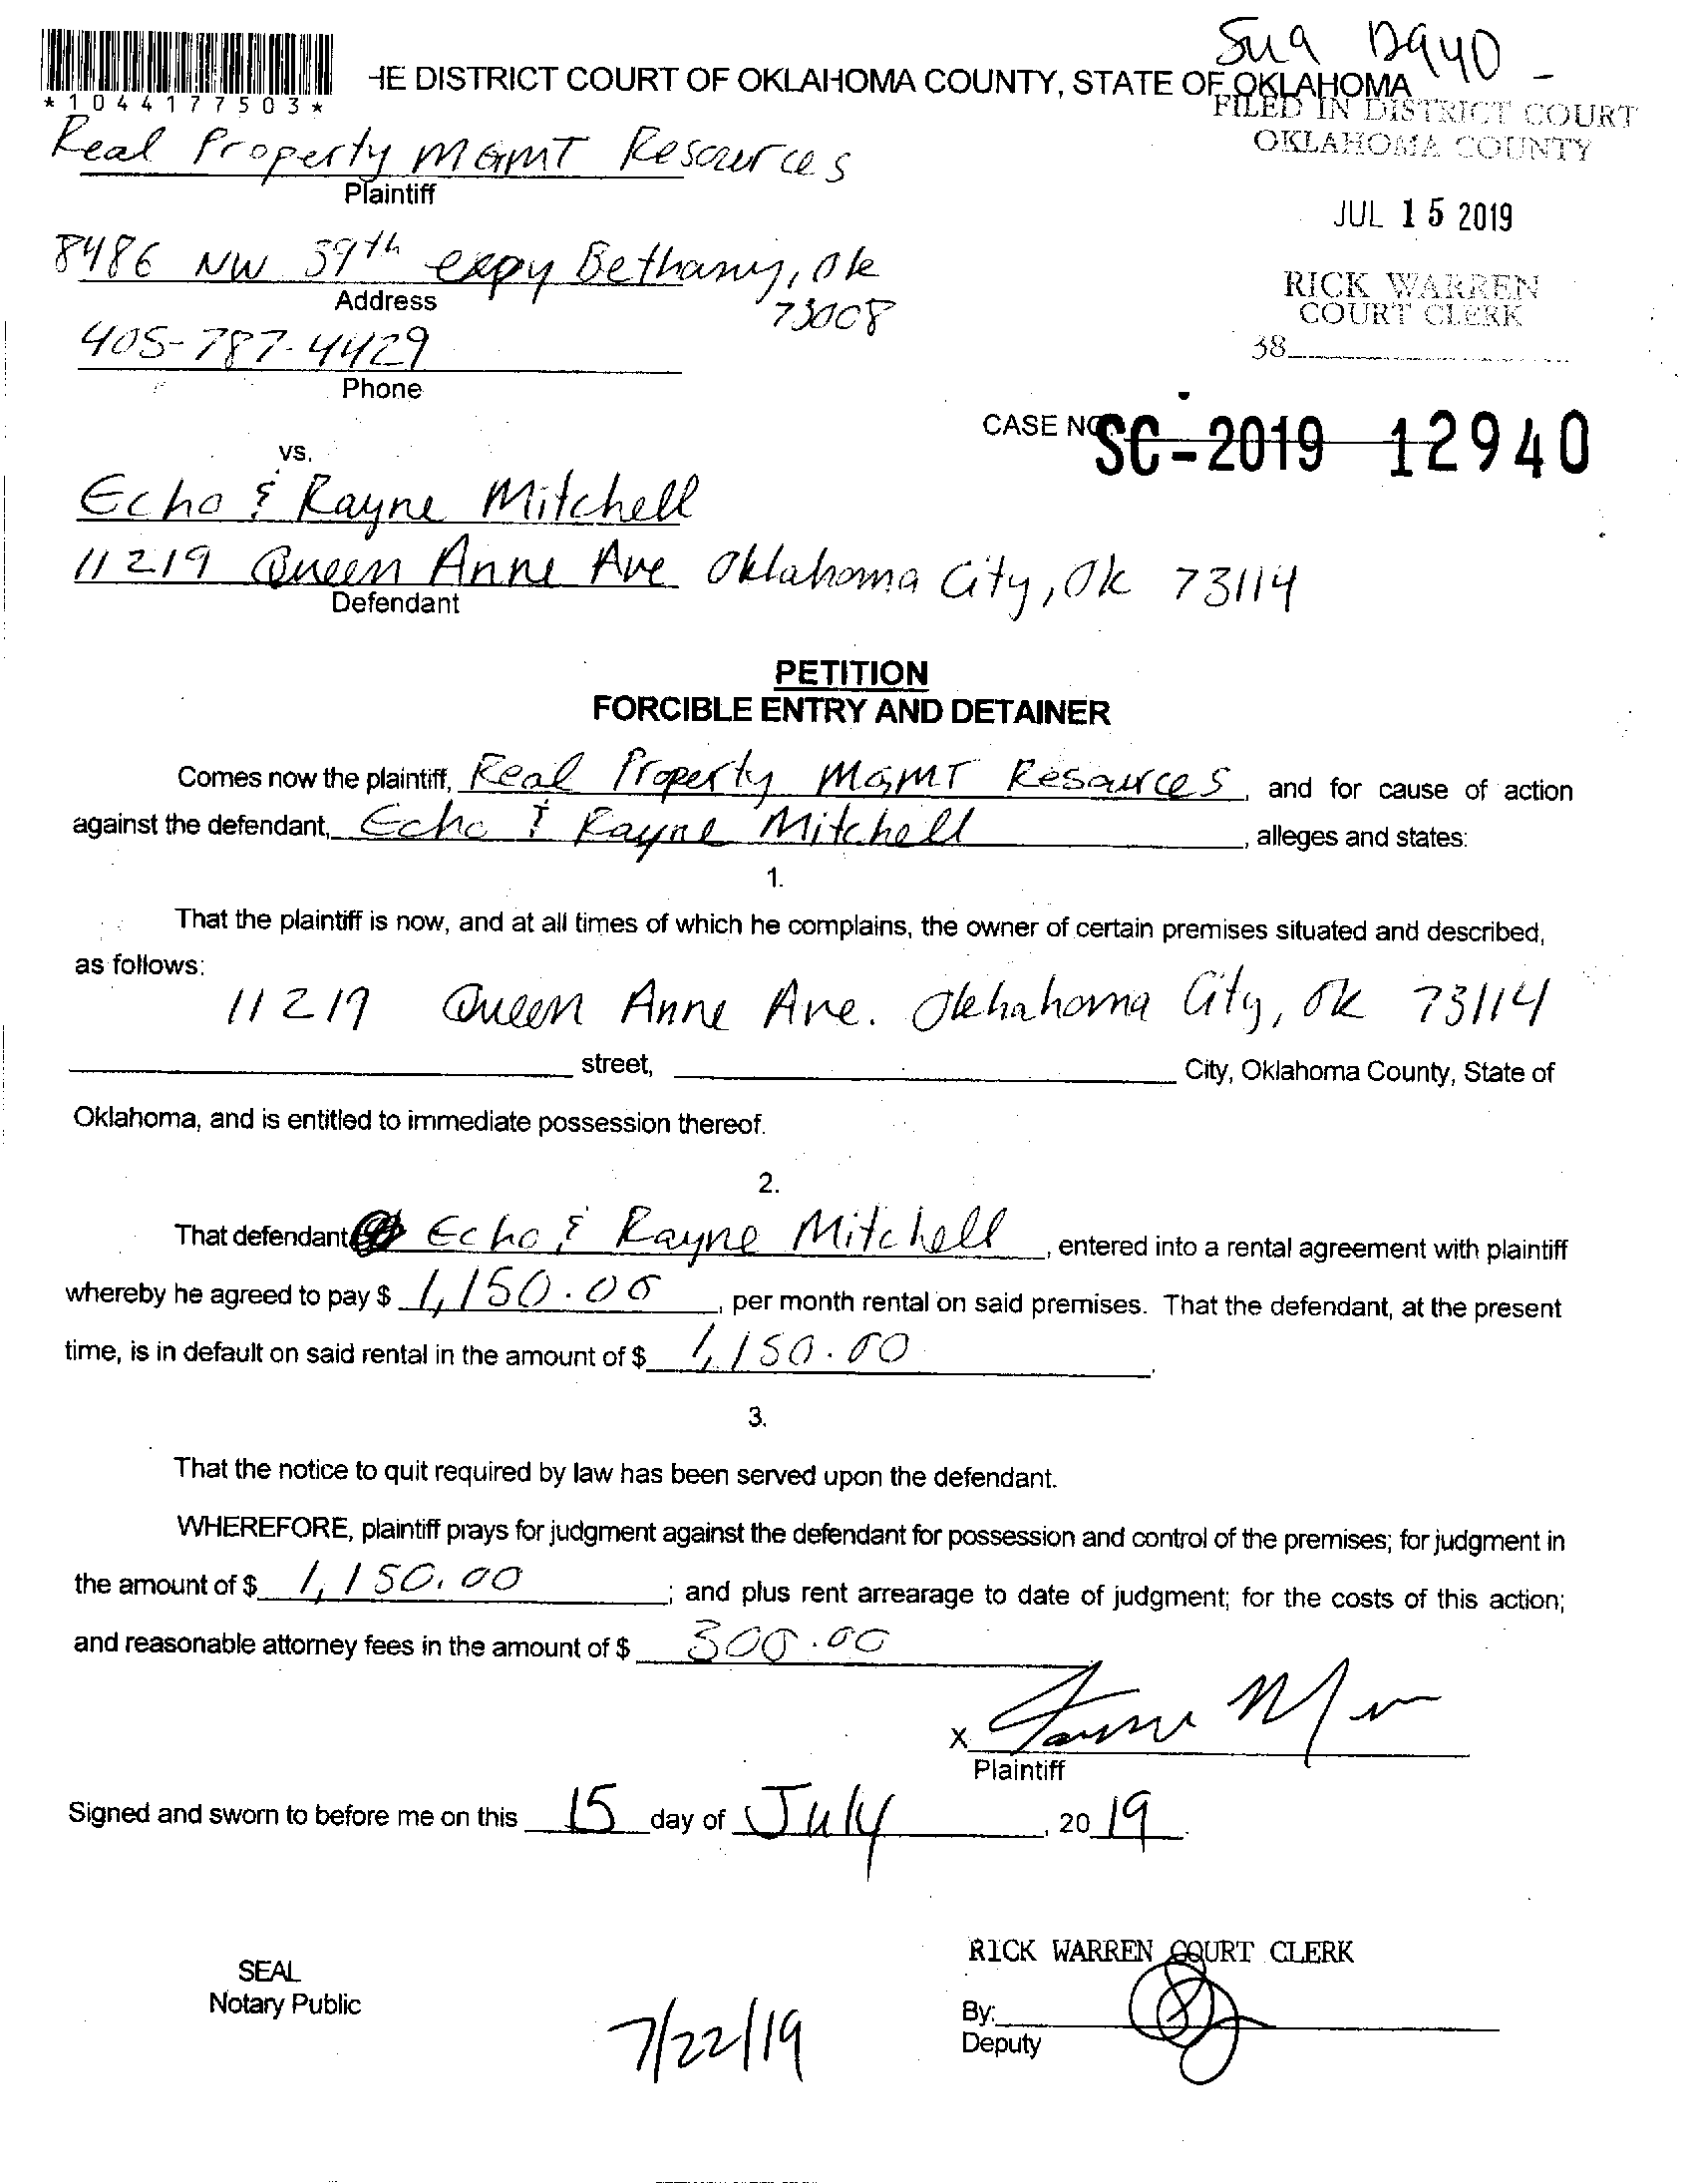 *1044177503*
HE DISTRICT COURT OF OKLAHOMA COUNTY, STATE OF OKLAHOMA
FILED IN DISTRICT COURT
OKLAHOMA COUNTY
JUL 15 2019
RICK WARREN
COURT CLERK
38
Real Property MGMT Resources
Plaintiff
8486 NW 39th expy Bethany, Ok
73008
Address
405-787-4429
Phone
CASE NO. SC-2019 12940
vs.
Echo & Rayne Mitchell
11219 Queen Anne Ave Oklahoma City, Ok 73114
Defendant
PETITION
FORCIBLE ENTRY AND DETAINER
Comes now the plaintiff, Real Property MGMT Resources, and for cause of action
against the defendant, Echo & Rayne Mitchell, alleges and states:
1.
That the plaintiff is now, and at all times of which he complains, the owner of certain premises situated and described,
as follows:
11219 Queen Anne Ave. Oklahoma City, Ok 73114
street, City, Oklahoma County, State of
Oklahoma, and is entitled to immediate possession thereof.
2.
That defendant Echo & Rayne Mitchell, entered into a rental agreement with plaintiff
whereby he agreed to pay $ 1,150.00, per month rental on said premises. That the defendant, at the present
time, is in default on said rental in the amount of $ 1,150.00.
3.
That the notice to quit required by law has been served upon the defendant.
WHEREFORE, plaintiff prays for judgment against the defendant for possession and control of the premises; for judgment in
the amount of $ 1,150.00; and plus rent arrearage to date of judgment; for the costs of this action;
and reasonable attorney fees in the amount of $ 300.00
X
Plaintiff
Signed and sworn to before me on this 15 day of July, 2019.
RICK WARREN COURT CLERK
SEAL
Notary Public
7/22/19
By:
Deputy